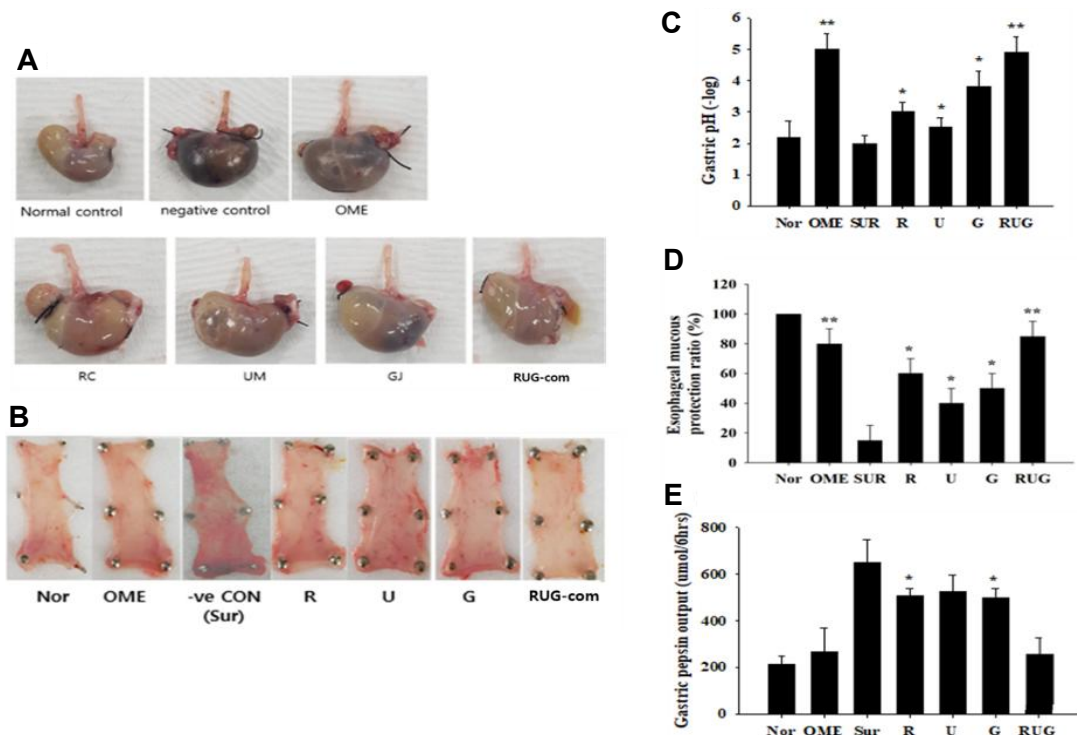 A
Normal control
negative control
OME
RC
UM
GJ
RUG-com
B
Nor
OME
-ve CON
(Sur)
R
U
G
RUG-com
C
Gastric pH (-log)
6
5
4
3
2
1
0
**
*
*
*
**
Nor OME SUR R U G RUG
D
Esophageal mucous
protection ratio (%)
120
100
80
60
40
20
0
**
*
*
*
**
Nor OME SUR R U G RUG
E
Gastric pepsin output (umol/6hrs)
800
600
400
200
0
*
*
Nor OME Sur R U G RUG